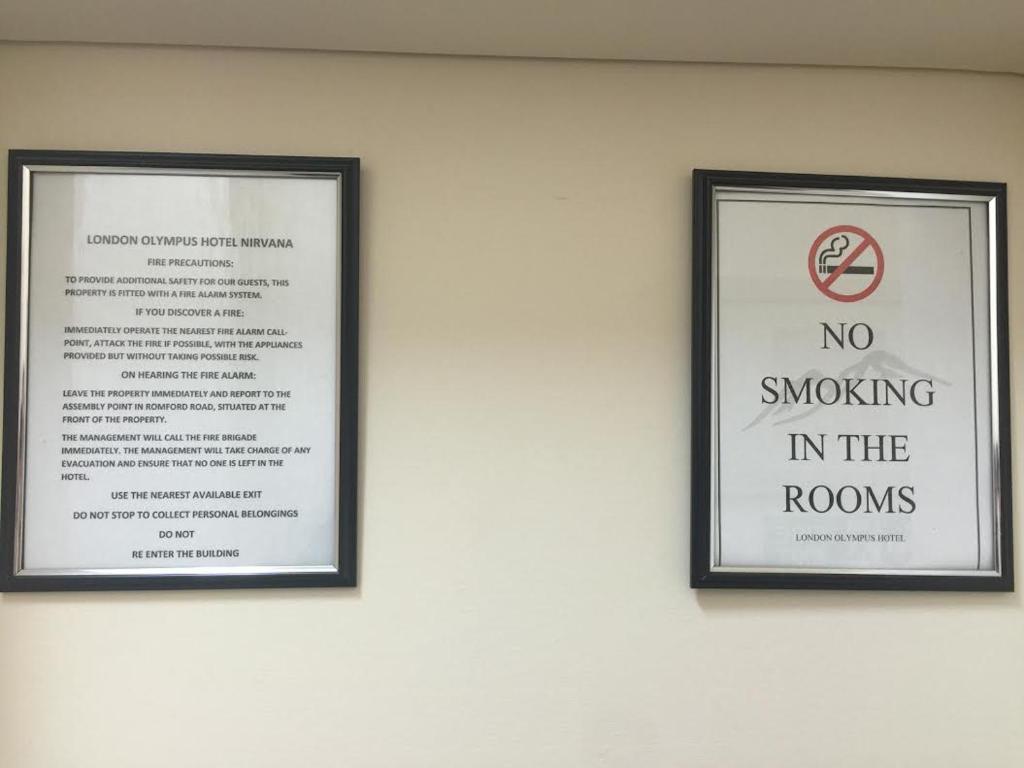 LONDON OLYMPUS HOTEL NIRVANA
FIRE PRECAUTIONS:
TO PROVIDE ADDITIONAL SAFETY FOR OUR GUESTS, THIS
PROPERTY IS FITTED WITH A FIRE ALARM SYSTEM.
IF YOU DISCOVER A FIRE:
IMMEDIATELY OPERATE THE NEAREST FIRE ALARM CALL-
POINT, ATTACK THE FIRE IF POSSIBLE, WITH THE APPLIANCES
PROVIDED BUT WITHOUT TAKING POSSIBLE RISK.
ON HEARING THE FIRE ALARM:
LEAVE THE PROPERTY IMMEDIATELY AND REPORT TO THE
ASSEMBLY POINT IN ROMFORD ROAD, SITUATED AT THE
FRONT OF THE PROPERTY.
THE MANAGEMENT WILL CALL THE FIRE BRIGADE
IMMEDIATELY. THE MANAGEMENT WILL TAKE CHARGE OF ANY
EVACUATION AND ENSURE THAT NO ONE IS LEFT IN THE
HOTEL.
USE THE NEAREST AVAILABLE EXIT
DO NOT STOP TO COLLECT PERSONAL BELONGINGS
DO NOT
RE ENTER THE BUILDING
NO
SMOKING
IN THE
ROOMS
LONDON OLYMPUS HOTEL